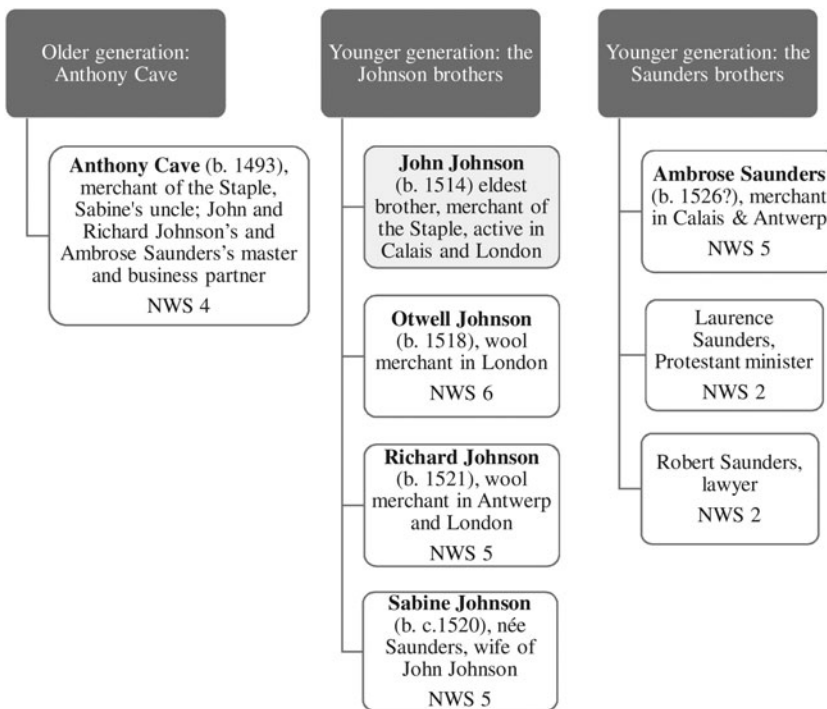 Older generation:
Anthony Cave
Anthony Cave (b. 1493),
merchant of the Staple,
Sabine's uncle; John and
Richard Johnson's and
Ambrose Saunders's master
and business partner
NWS 4
Younger generation: the
Johnson brothers
John Johnson
(b. 1514) eldest
brother, merchant of
the Staple, active in
Calais and London
Otwell Johnson
(b. 1518), wool
merchant in London
NWS 6
Richard Johnson
(b. 1521), wool
merchant in Antwerp
and London
NWS 5
Sabine Johnson
(b. c.1520), née
Saunders, wife of
John Johnson
NWS 5
Younger generation: the
Saunders brothers
Ambrose Saunders
(b. 1526?), merchant
in Calais & Antwerp
NWS 5
Laurence
Saunders,
Protestant minister
NWS 2
Robert Saunders,
lawyer
NWS 2